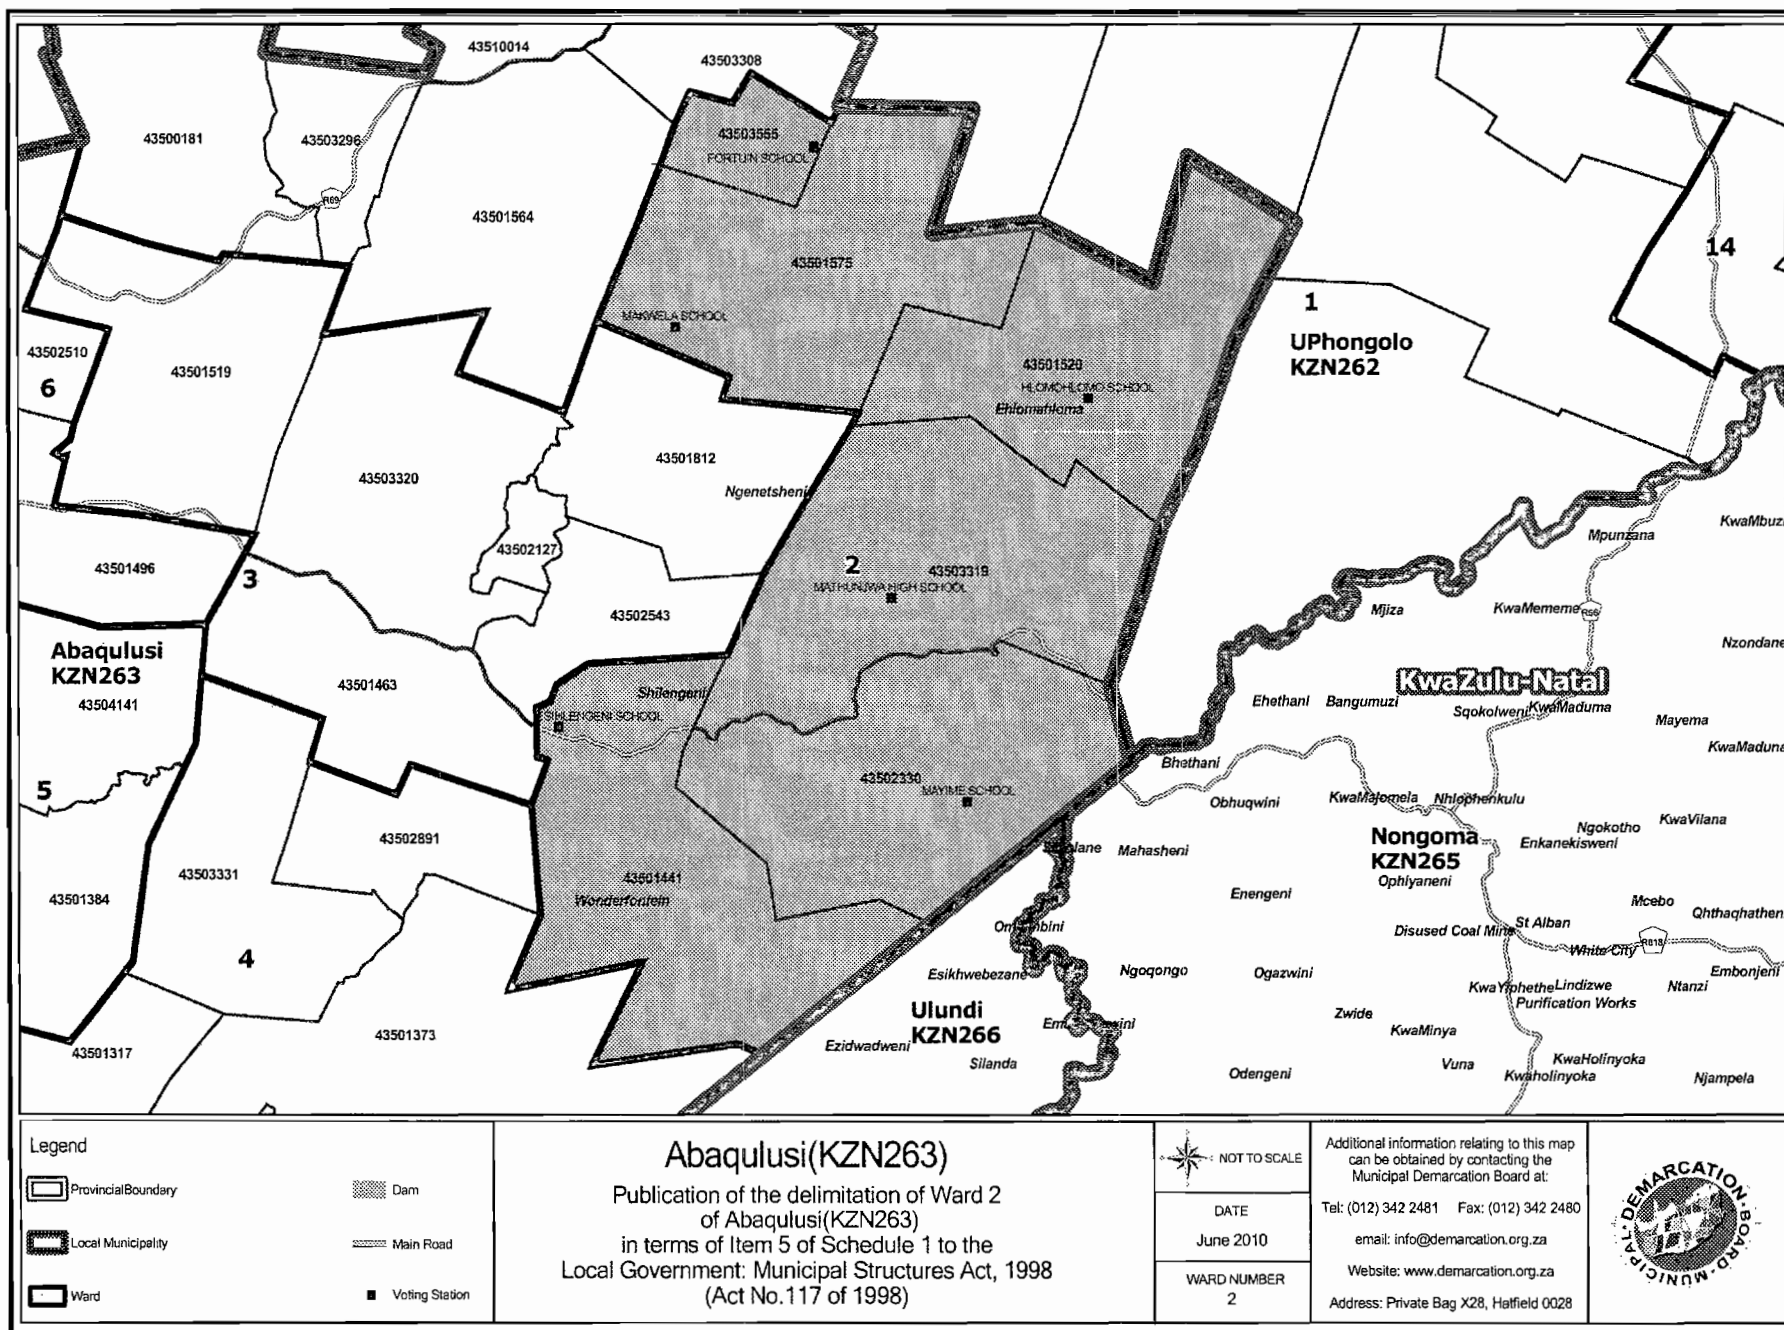 43510014
43503308
43500181
43503296
43503555
FORTUIN SCHOOL
R69
43501564
14
43501575
1
MAKWELA SCHOOL
UPhongolo
KZN262
43502510
43501519
6
43501520
HLOMOHLOMO SCHOOL
Ehlomahloma
43501812
43503320
Ngenetsheni
KwaMbuzi
Mpunzana
43502127
2
43503319
43501496
3
MATHUNJWA HIGH SCHOOL
Mjiza
KwaMememe
R66
43502543
Nzondane
Abaqulusi
KZN263
43501463
KwaZulu-Natal
Shilengeni
43504141
Ehethani
Bangumuzi
Sqokolweni
KwaMaduma
SIHLENGENI SCHOOL
Mayema
KwaMaduna
Bhethani
43502330
5
MAYIME SCHOOL
Obhuqwini
KwaMajomela
Nhlophenkulu
KwaVilana
Ngokotho
Nongoma
KZN265
Enkanekisweni
43502891
Mahasheni
43503331
43501441
Ophlyaneni
43501384
Wonderfontein
Enengeni
Mcebo
Qhthaqhathen
St Alban
Disused Coal Mine
4
White City
R618
Esikhwebezane
Ngoqongo
Ogazwini
Embonjeni
KwaYiphethe
Lindizwe
Ntanzi
Purification Works
Ulundi
KZN266
Zwide
43501373
KwaMinya
Ezidwadweni
43501317
Silanda
Vuna
KwaHolinyoka
Odengeni
Kwaholinyoka
Njampela
Legend
Provincial Boundary
Dam
Local Municipality
Main Road
Ward
Voting Station
Abaqulusi(KZN263)
Publication of the delimitation of Ward 2
of Abaqulusi(KZN263)
in terms of Item 5 of Schedule 1 to the
Local Government: Municipal Structures Act, 1998
(Act No.117 of 1998)
NOT TO SCALE
DATE
June 2010
WARD NUMBER
2
Additional information relating to this map
can be obtained by contacting the
Municipal Demarcation Board at:
Tel: (012) 342 2481 Fax: (012) 342 2480
email: info@demarcation.org.za
Website: www.demarcation.org.za
Address: Private Bag X28, Hatfield 0028
MUNICIPAL·DEMARCATION·BOARD·